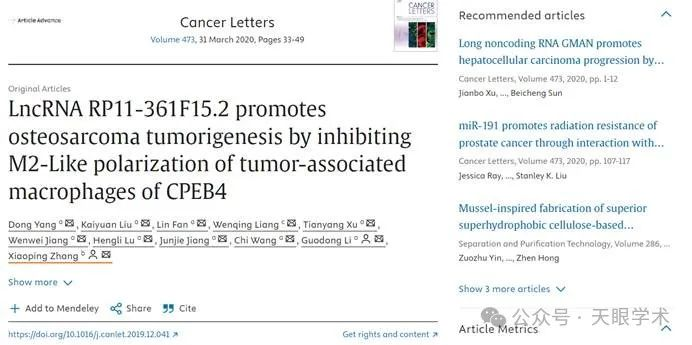 Article Advance
Cancer Letters
Volume 473, 31 March 2020, Pages 33-49
CANCER
LETTERS
Original Articles
LncRNA RP11-361F15.2 promotes
osteosarcoma tumorigenesis by inhibiting
M2-Like polarization of tumor-associated
macrophages of CPEB4
Dong Yang a, Kaiyuan Liu a, Lin Fan a, Wenqing Liang c, Tianyang Xu a,
Wenwei Jiang a, Hengli Lu a, Junjie Jiang a, Chi Wang a, Guodong Li a,
Xiaoping Zhang b
Show more
+ Add to Mendeley Share Cite
https://doi.org/10.1016/j.canlet.2019.12.041
Get rights and content
Recommended articles
Long noncoding RNA GMAN promotes
hepatocellular carcinoma progression by…
Cancer Letters, Volume 473, 2020, pp. 1-12
Jianbo Xu, …, Beicheng Sun
miR-191 promotes radiation resistance of
prostate cancer through interaction with…
Cancer Letters, Volume 473, 2020, pp. 107-117
Jessica Ray, …, Stanley K. Liu
Mussel-inspired fabrication of superior
superhydrophobic cellulose-based…
Separation and Purification Technology, Volume 286, …
Zuozhu Yin, …, Zhen Hong
Show 3 more articles
公众号 · 天眼学术
Article Metrics